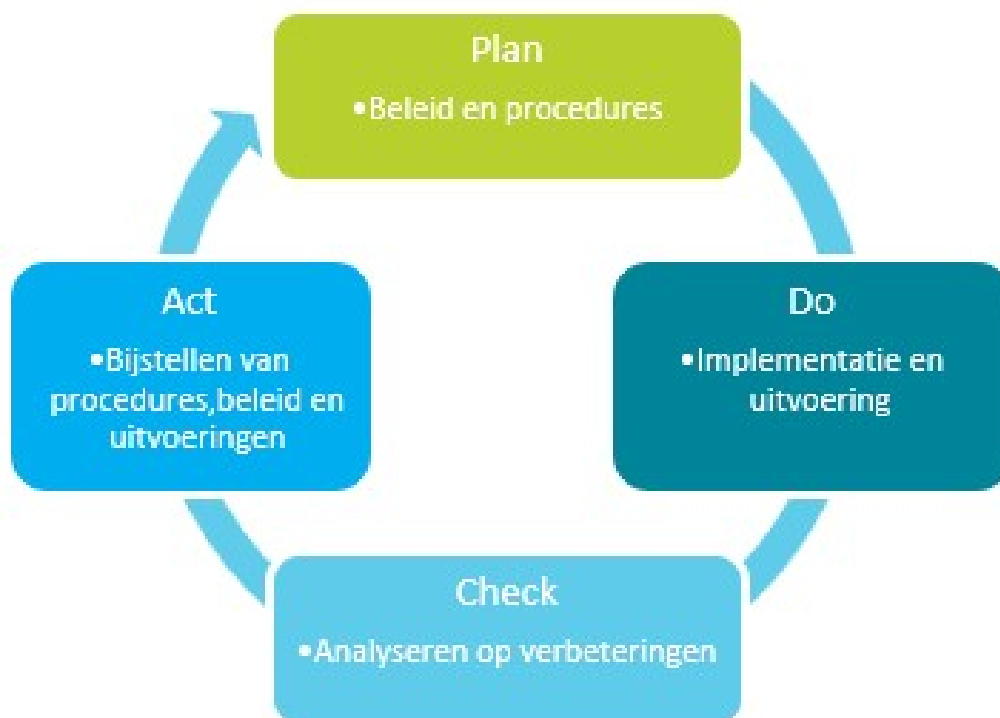 Plan
•Beleid en procedures
Do
•Implementatie en
uitvoering
Check
•Analyseren op verbeteringen
Act
•Bijstellen van
procedures,beleid en
uitvoeringen